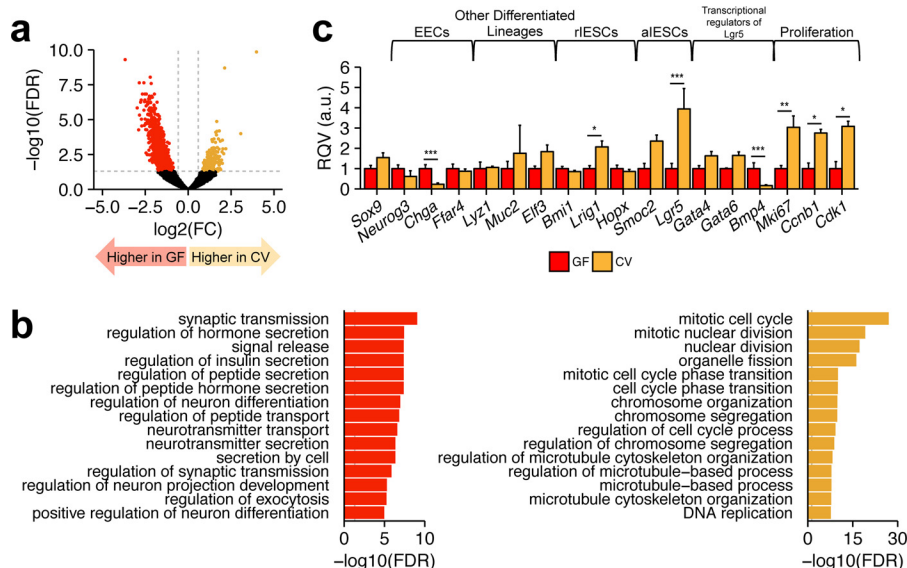 a
10.0
7.5
5.0
2.5
0.0
−log10(FDR)
−5.0 −2.5 0.0 2.5 5.0
log2(FC)
Higher in GF Higher in CV
c
EECs
Other Differentiated
Lineages
rIESCs
aIESCs
Transcriptional
regulators of
Lgr5
Proliferation
RQV (a.u.)
6
5
4
3
2
1
0
***
*
***
***
**
*
*
Sox9
Neurog3
Chga
Ffar4
Lyz1
Muc2
Elf3
Bmi1
Lrig1
Hopx
Smoc2
Lgr5
Gata4
Gata6
Bmp4
Mki67
Ccnb1
Cdk1
GF CV
b
synaptic transmission
regulation of hormone secretion
signal release
regulation of insulin secretion
regulation of peptide secretion
regulation of peptide hormone secretion
regulation of neuron differentiation
regulation of peptide transport
neurotransmitter transport
neurotransmitter secretion
secretion by cell
regulation of synaptic transmission
regulation of neuron projection development
regulation of exocytosis
positive regulation of neuron differentiation
0 5 10
−log10(FDR)
mitotic cell cycle
mitotic nuclear division
nuclear division
organelle fission
mitotic cell cycle phase transition
cell cycle phase transition
chromosome organization
chromosome segregation
regulation of cell cycle process
regulation of chromosome segregation
regulation of microtubule cytoskeleton organization
regulation of microtubule−based process
microtubule−based process
microtubule cytoskeleton organization
DNA replication
0 15 30
−log10(FDR)